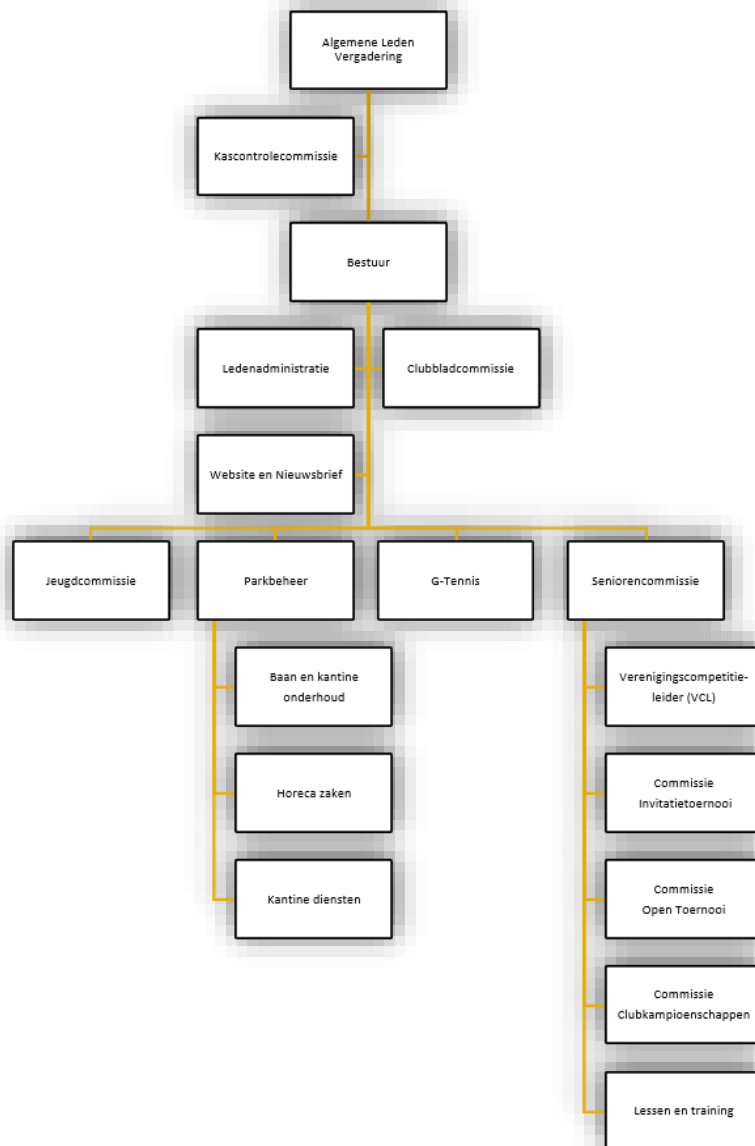 Algemene Leden
Vergadering
Kascontrolecommissie
Bestuur
Ledenadministratie
Clubbladcommissie
Website en Nieuwsbrief
Jeugdcommissie
Parkbeheer
G-Tennis
Seniorencommissie
Baan en kantine
onderhoud
Horeca zaken
Kantine diensten
Verenigingscompetitie-
leider (VCL)
Commissie
Invitatietoernooi
Commissie
Open Toernooi
Commissie
Clubkampioenschappen
Lessen en training